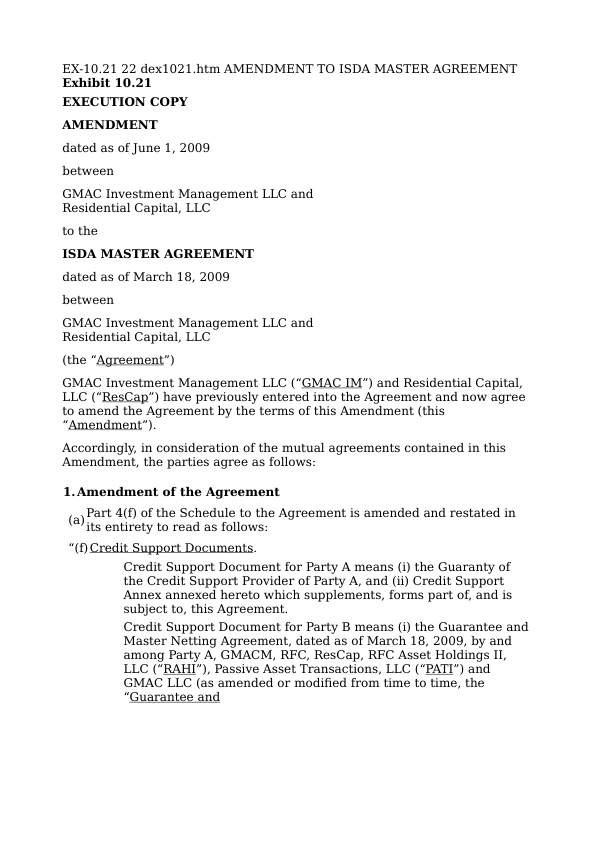 EX-10.21 22 dex1021.htm AMENDMENT TO ISDA MASTER AGREEMENT
Exhibit 10.21
EXECUTION COPY
AMENDMENT
dated as of June 1, 2009
between
GMAC Investment Management LLC and
Residential Capital, LLC
to the
ISDA MASTER AGREEMENT
dated as of March 18, 2009
between
GMAC Investment Management LLC and
Residential Capital, LLC
(the “Agreement”)
GMAC Investment Management LLC (“GMAC IM”) and Residential Capital,
LLC (“ResCap”) have previously entered into the Agreement and now agree
to amend the Agreement by the terms of this Amendment (this
“Amendment”).
Accordingly, in consideration of the mutual agreements contained in this
Amendment, the parties agree as follows:
1. Amendment of the Agreement
(a) Part 4(f) of the Schedule to the Agreement is amended and restated in
its entirety to read as follows:
“(f) Credit Support Documents.
Credit Support Document for Party A means (i) the Guaranty of
the Credit Support Provider of Party A, and (ii) Credit Support
Annex annexed hereto which supplements, forms part of, and is
subject to, this Agreement.
Credit Support Document for Party B means (i) the Guarantee and
Master Netting Agreement, dated as of March 18, 2009, by and
among Party A, GMACM, RFC, ResCap, RFC Asset Holdings II,
LLC (“RAHI”), Passive Asset Transactions, LLC (“PATI”) and
GMAC LLC (as amended or modified from time to time, the
“Guarantee and